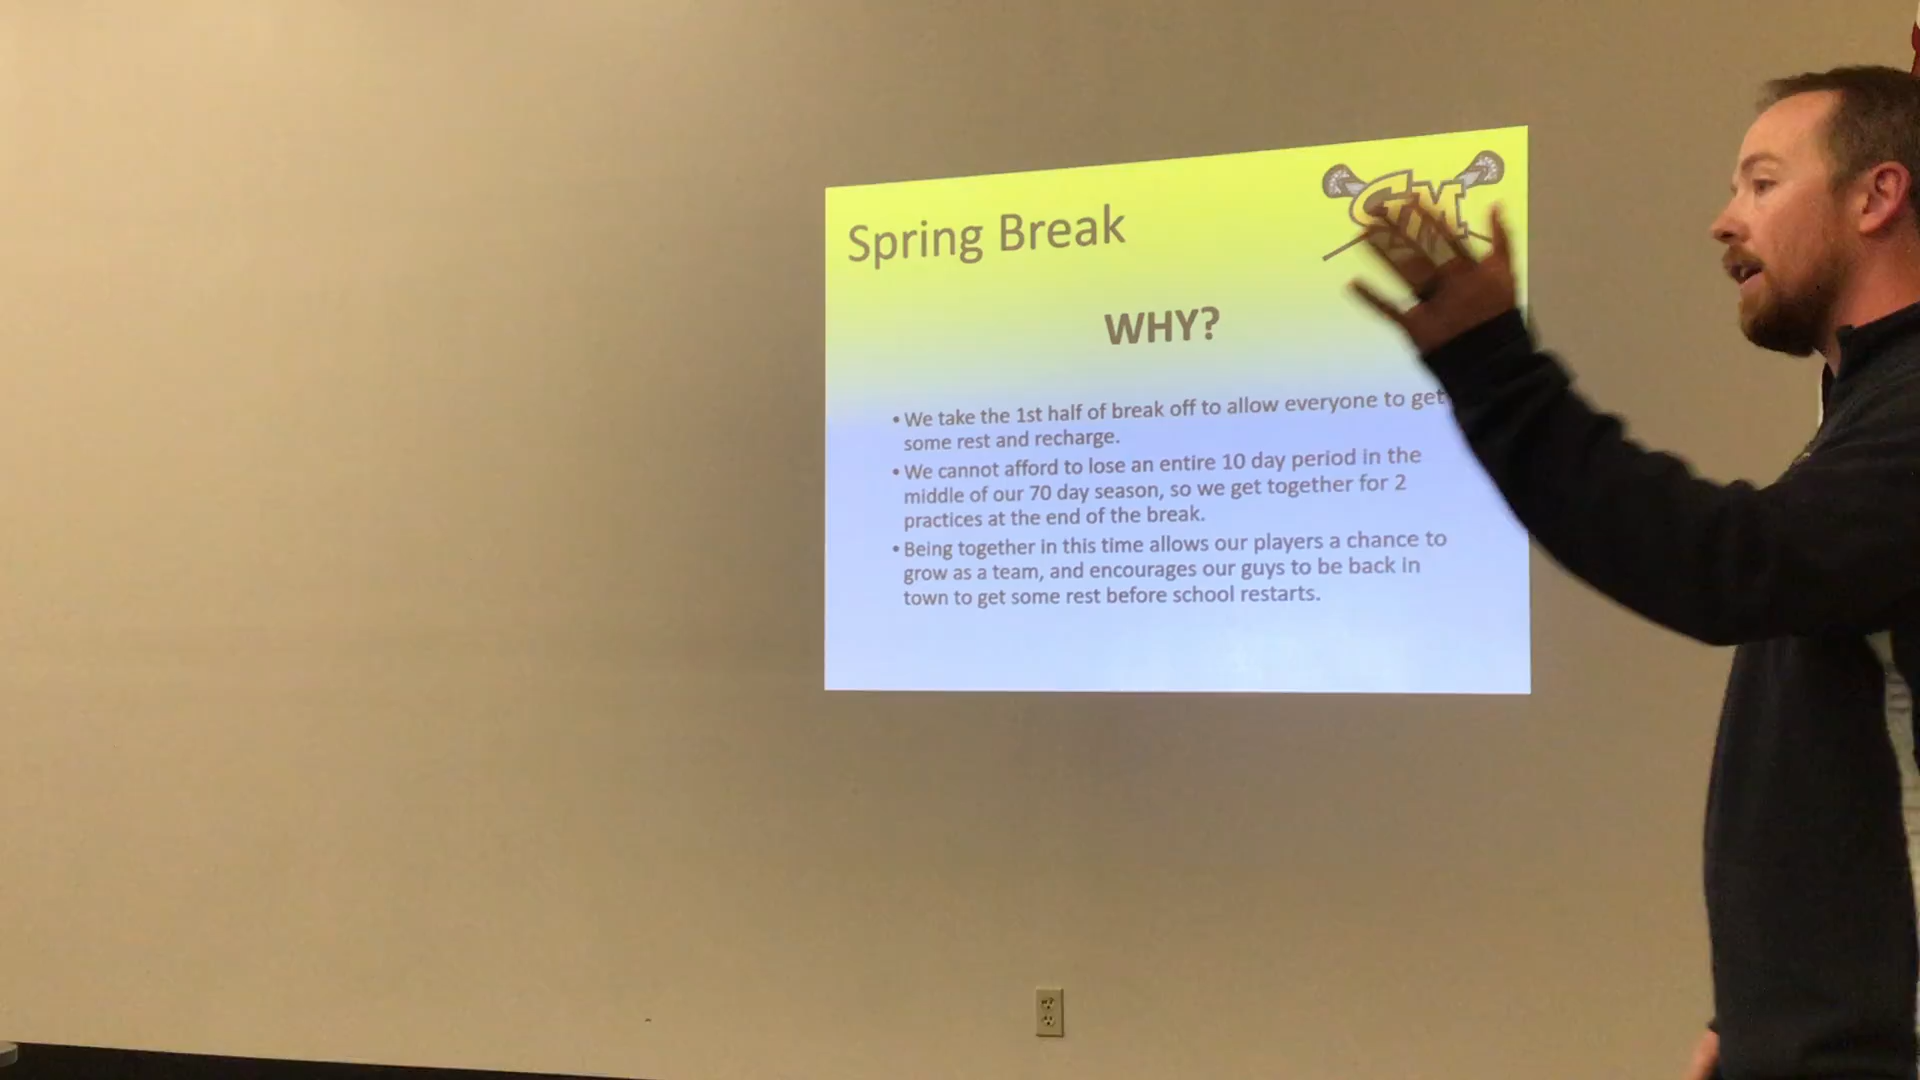 Spring Break
GM
WHY?
• We take the 1st half of break off to allow everyone to get
some rest and recharge.
• We cannot afford to lose an entire 10 day period in the
middle of our 70 day season, so we get together for 2
practices at the end of the break.
• Being together in this time allows our players a chance to
grow as a team, and encourages our guys to be back in
town to get some rest before school restarts.